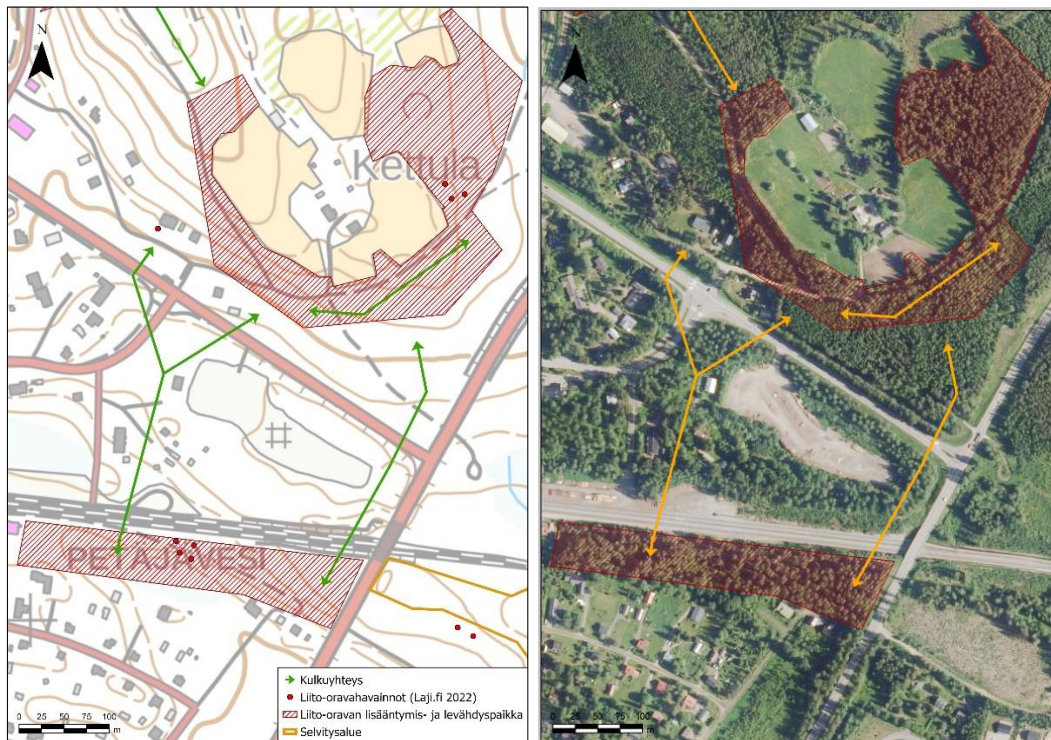 N
Kettula
PETÄJÄVESI
Kulkuyhteys
Liito-oravahavainnot (Laji.fi 2022)
Liito-oravan lisääntymis- ja levähdyspaikka
Selvitysalue
0 25 50 75 100
m
N
0 25 50 75 100
m